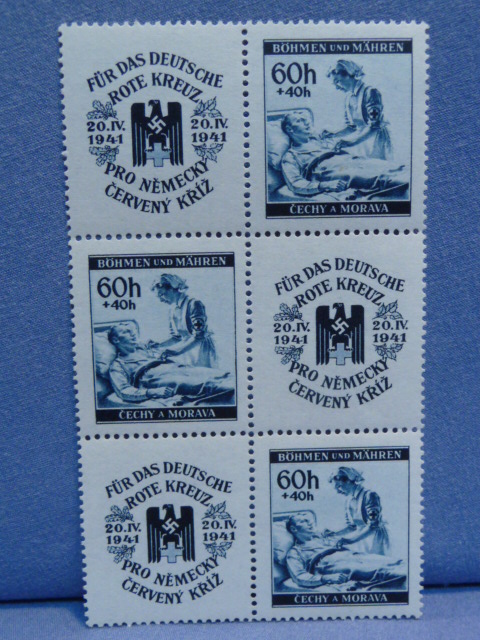 FÜR DAS DEUTSCHE
ROTE KREUZ
20.IV. 20.IV.
1941 1941
PRO NĚMECKÝ
ČERVENÝ KŘÍŽ
BÖHMEN UND MÄHREN
60h
+40h
ČECHY A MORAVA
BÖHMEN UND MÄHREN
60h
+40h
ČECHY A MORAVA
FÜR DAS DEUTSCHE
ROTE KREUZ
20.IV. 20.IV.
1941 1941
PRO NĚMECKÝ
ČERVENÝ KŘÍŽ
FÜR DAS DEUTSCHE
ROTE KREUZ
20.IV. 20.IV.
1941 1941
PRO NĚMECKÝ
ČERVENÝ KŘÍŽ
BÖHMEN UND MÄHREN
60h
+40h
ČECHY A MORAVA